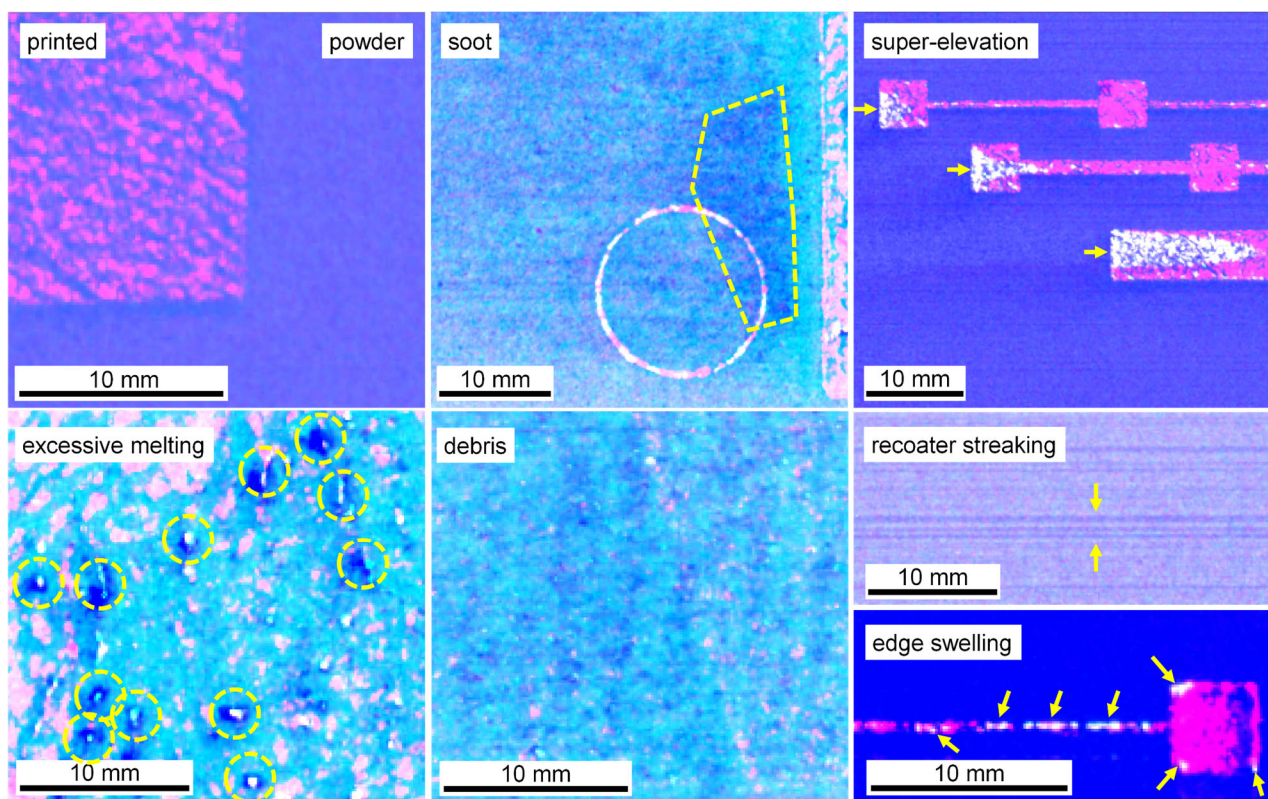 printed
powder
10 mm
soot
10 mm
super-elevation
10 mm
excessive melting
10 mm
debris
10 mm
recoater streaking
10 mm
edge swelling
10 mm